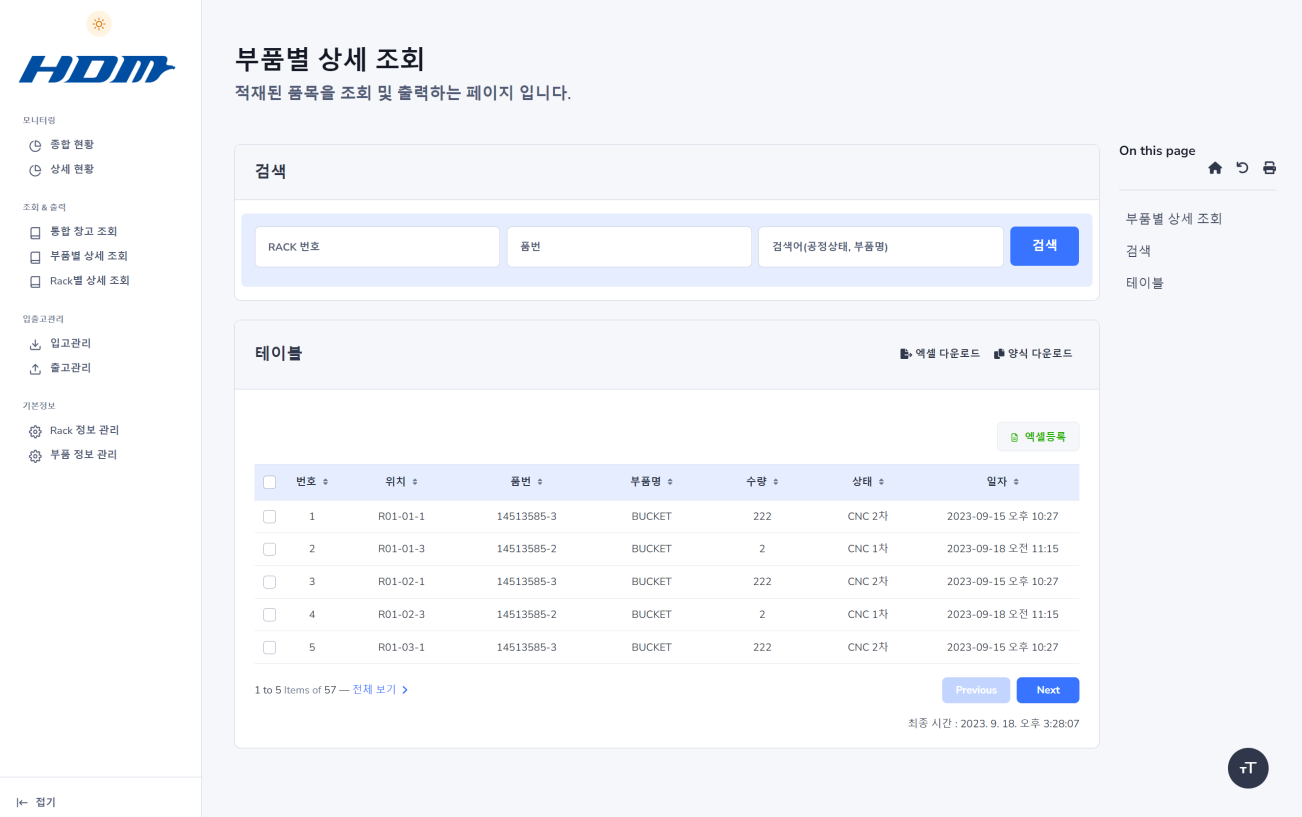 HDM
모니터링
종합 현황
상세 현황
조회 & 출력
통합 창고 조회
부품별 상세 조회
Rack별 상세 조회
입출고관리
입고관리
출고관리
기본정보
Rack 정보 관리
부품 정보 관리
접기
부품별 상세 조회
적재된 품목을 조회 및 출력하는 페이지 입니다.
검색
RACK 번호 품번 검색어(공정상태, 부품명) 검색
테이블 엑셀 다운로드 양식 다운로드
엑셀등록
번호 위치 품번 부품명 수량 상태 일자
1 R01-01-1 14513585-3 BUCKET 222 CNC 2차 2023-09-15 오후 10:27
2 R01-01-3 14513585-2 BUCKET 2 CNC 1차 2023-09-18 오전 11:15
3 R01-02-1 14513585-3 BUCKET 222 CNC 2차 2023-09-15 오후 10:27
4 R01-02-3 14513585-2 BUCKET 2 CNC 1차 2023-09-18 오전 11:15
5 R01-03-1 14513585-3 BUCKET 222 CNC 2차 2023-09-15 오후 10:27
1 to 5 Items of 57 — 전체 보기 Previous Next
최종 시간 : 2023. 9. 18. 오후 3:28:07
On this page
부품별 상세 조회
검색
테이블
TT